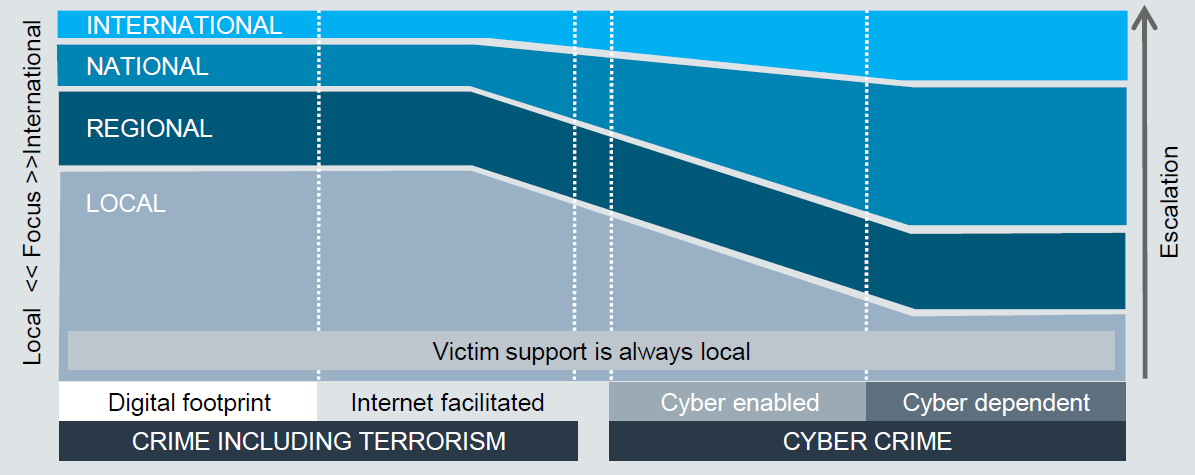 INTERNATIONAL
NATIONAL
REGIONAL
LOCAL
Local << Focus >>International
Escalation
Victim support is always local
Digital footprint
Internet facilitated
Cyber enabled
Cyber dependent
CRIME INCLUDING TERRORISM
CYBER CRIME